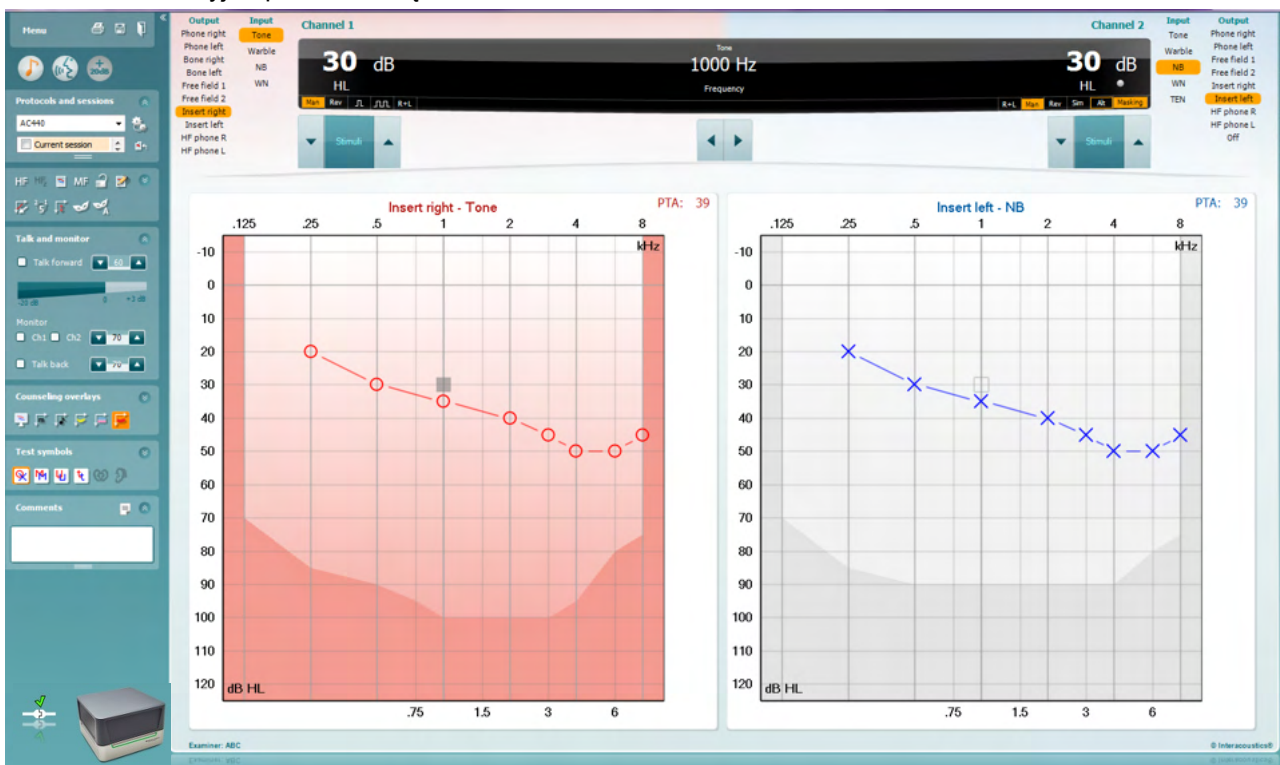 Menu
Protocols and sessions
AC440
Current session
HF MF
Talk and monitor
Talk forward 60
-20 dB 0 +3 dB
Monitor
Ch1 Ch2 70
Talk back 70
Counseling overlays
Test symbols
Comments
Output
Phone right
Phone left
Bone right
Bone left
Free field 1
Free field 2
Insert right
Insert left
HF phone R
HF phone L
Input
Tone
Warble
NB
WN
Channel 1
Channel 2
30 dB
HL
Man Rev R+L
Tone
1000 Hz
Frequency
30 dB
HL
R+L Man Rev Sim Alt Masking
Stimuli
Stimuli
Input
Tone
Warble
NB
WN
TEN
Output
Phone right
Phone left
Free field 1
Free field 2
Insert right
Insert left
HF phone R
HF phone L
Off
Insert right - Tone
PTA: 39
.125 .25 .5 1 2 4 8
kHz
-10
0
10
20
30
40
50
60
70
80
90
100
110
120
dB HL
.75 1.5 3 6
Insert left - NB
PTA: 39
.125 .25 .5 1 2 4 8
kHz
-10
0
10
20
30
40
50
60
70
80
90
100
110
120
dB HL
.75 1.5 3 6
Examiner: ABC
© Interacoustics®